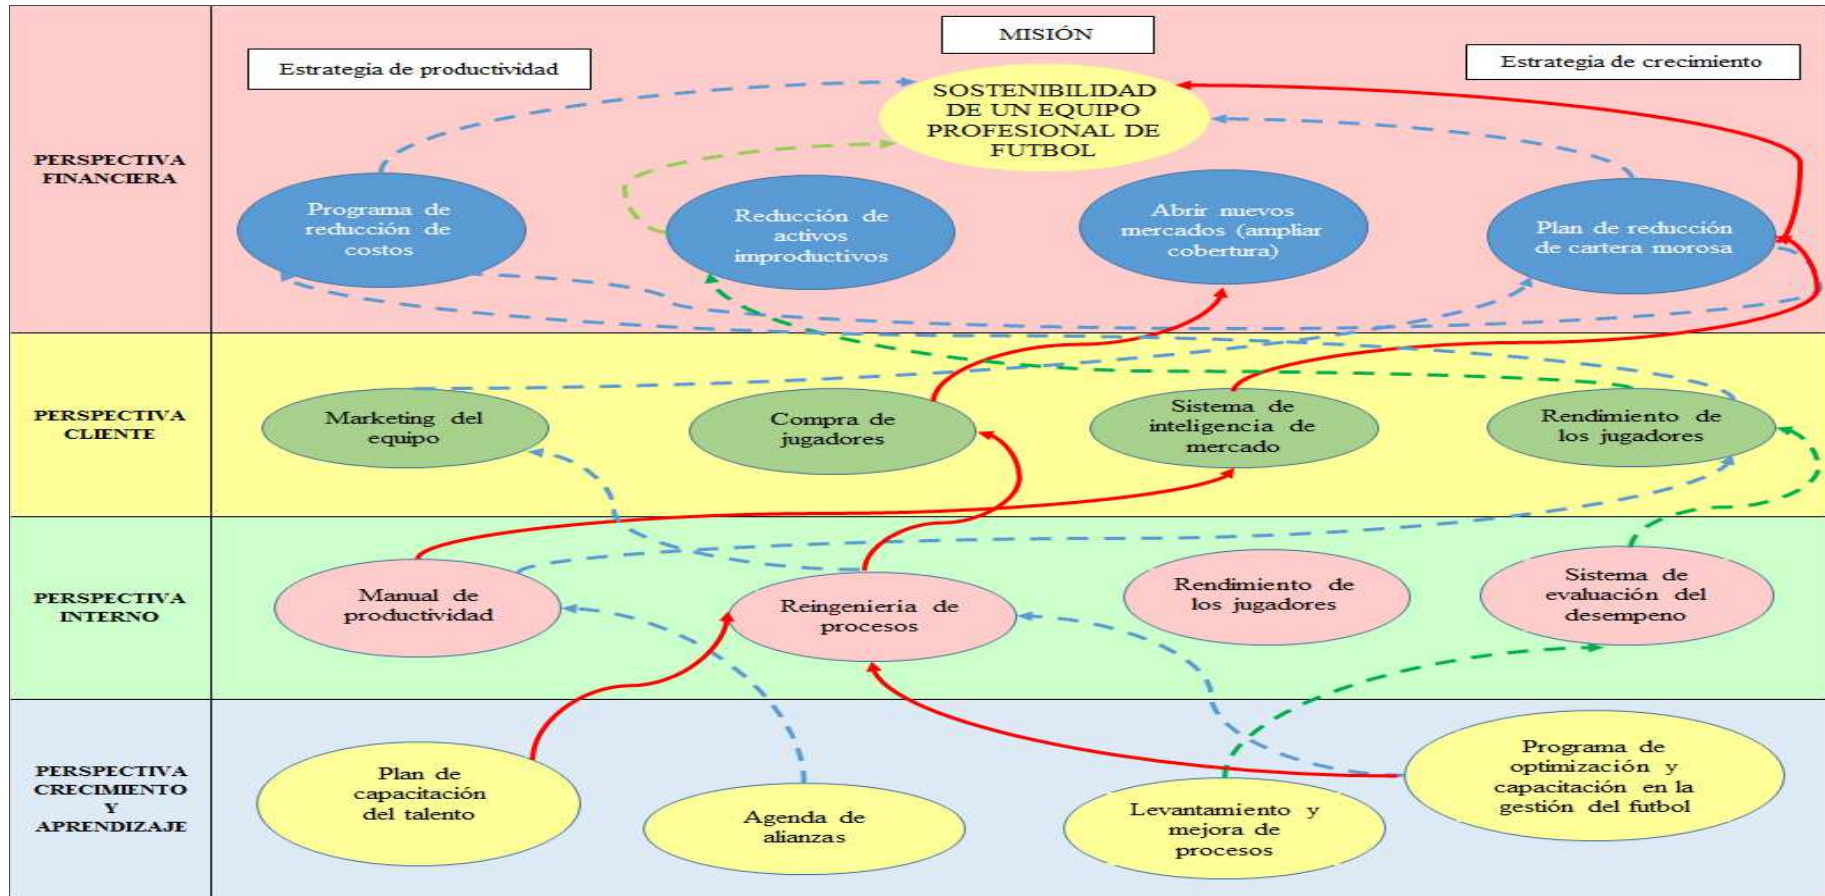 MISIÓN
Estrategia de productividad
Estrategia de crecimiento
SOSTENIBILIDAD
DE UN EQUIPO
PROFESIONAL DE
FUTBOL
PERSPECTIVA
FINANCIERA
Programa de
reducción de
costos
Reducción de
activos
improductivos
Abrir nuevos
mercados (ampliar
cobertura)
Plan de reducción
de cartera morosa
PERSPECTIVA
CLIENTE
Marketing del
equipo
Compra de
jugadores
Sistema de
inteligencia de
mercado
Rendimiento de
los jugadores
PERSPECTIVA
INTERNO
Manual de
productividad
Reingenieria de
procesos
Rendimiento de
los jugadores
Sistema de
evaluación del
desempeno
PERSPECTIVA
CRECIMIENTO
Y
APRENDIZAJE
Plan de
capacitación
del talento
Agenda de
alianzas
Levantamiento y
mejora de
procesos
Programa de
optimización y
capacitación en la
gestión del futbol